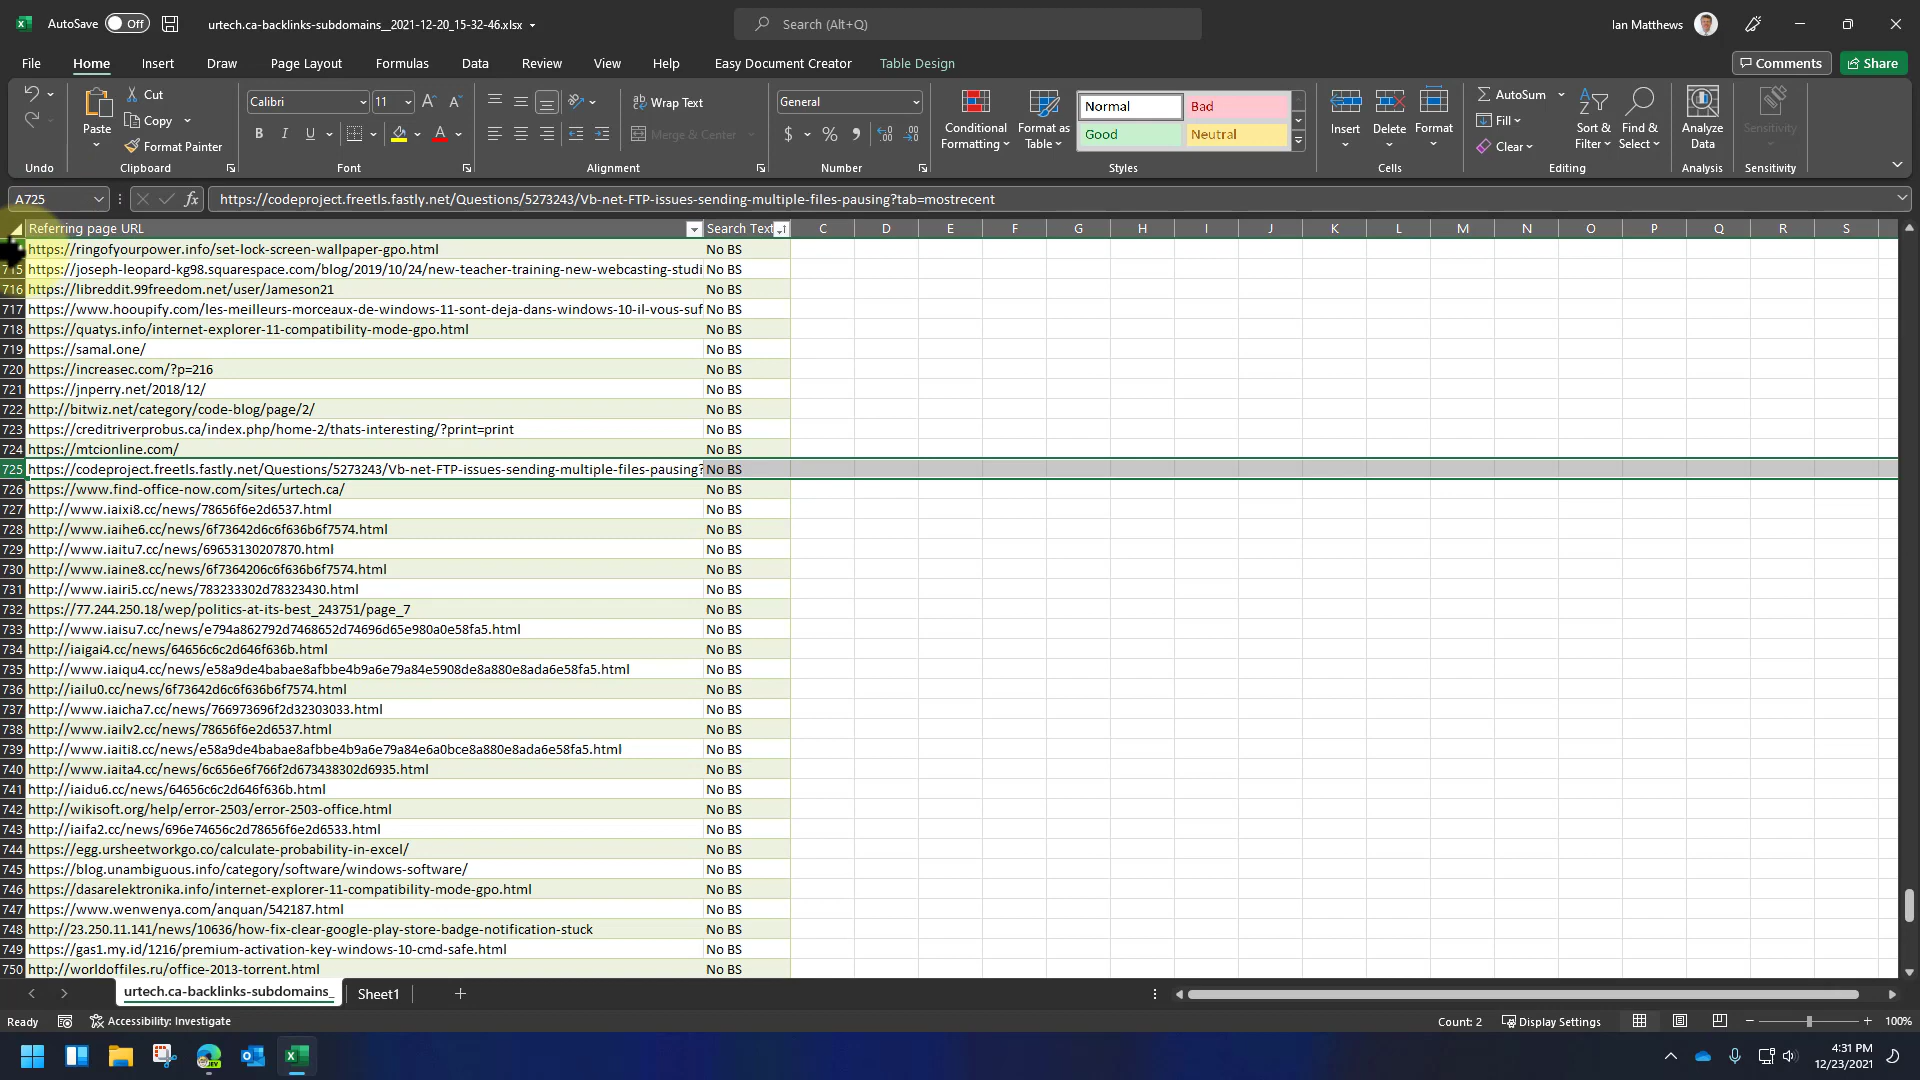 AutoSave Off urtech.ca-backlinks-subdomains__2021-12-20_15-32-46.xlsx Search (Alt+Q) Ian Matthews
File Home Insert Draw Page Layout Formulas Data Review View Help Easy Document Creator Table Design Comments Share
Cut Calibri 11 Wrap Text General Normal Bad AutoSum
Copy Paste Conditional Formatting Format as Table Good Neutral Insert Delete Format Fill Sort & Filter Find & Select Analyze Data Sensitivity
Format Painter B I U Merge & Center $ % Clear
Undo Clipboard Font Alignment Number Styles Cells Editing Analysis Sensitivity
A725 fx https://codeproject.freetls.fastly.net/Questions/5273243/Vb-net-FTP-issues-sending-multiple-files-pausing?tab=mostrecent
Referring page URL Search Text C D E F G H I J K L M N O P Q R S
https://ringofyourpower.info/set-lock-screen-wallpaper-gpo.html No BS
715 https://joseph-leopard-kg98.squarespace.com/blog/2019/10/24/new-teacher-training-new-webcasting-studi No BS
716 https://libreddit.99freedom.net/user/Jameson21 No BS
717 https://www.hooupify.com/les-meilleurs-morceaux-de-windows-11-sont-deja-dans-windows-10-il-vous-suf No BS
718 https://quatys.info/internet-explorer-11-compatibility-mode-gpo.html No BS
719 https://samal.one/ No BS
720 https://increasec.com/?p=216 No BS
721 https://jnperry.net/2018/12/ No BS
722 http://bitwiz.net/category/code-blog/page/2/ No BS
723 https://creditriverprobus.ca/index.php/home-2/thats-interesting/?print=print No BS
724 https://mtcionline.com/ No BS
725 https://codeproject.freetls.fastly.net/Questions/5273243/Vb-net-FTP-issues-sending-multiple-files-pausing? No BS
726 https://www.find-office-now.com/sites/urtech.ca/ No BS
727 http://www.iaixi8.cc/news/78656f6e2d6537.html No BS
728 http://www.iaihe6.cc/news/6f73642d6c6f636b6f7574.html No BS
729 http://www.iaitu7.cc/news/69653130207870.html No BS
730 http://www.iaine8.cc/news/6f7364206c6f636b6f7574.html No BS
731 http://www.iairi5.cc/news/783233302d78323430.html No BS
732 https://77.244.250.18/wep/politics-at-its-best_243751/page_7 No BS
733 http://www.iaisu7.cc/news/e794a862792d7468652d74696d65e980a0e58fa5.html No BS
734 http://iaigai4.cc/news/64656c6c2d646f636b.html No BS
735 http://www.iaiqu4.cc/news/e58a9de4babae8afbbe4b9a6e79a84e5908de8a880e8ada6e58fa5.html No BS
736 http://iailu0.cc/news/6f73642d6c6f636b6f7574.html No BS
737 http://www.iaicha7.cc/news/766973696f2d32303033.html No BS
738 http://www.iailv2.cc/news/78656f6e2d6537.html No BS
739 http://www.iaiti8.cc/news/e58a9de4babae8afbbe4b9a6e79a84e6a0bce8a880e8ada6e58fa5.html No BS
740 http://www.iaita4.cc/news/6c656e6f766f2d673438302d6935.html No BS
741 http://iaidu6.cc/news/64656c6c2d646f636b.html No BS
742 http://wikisoft.org/help/error-2503/error-2503-office.html No BS
743 http://iaifa2.cc/news/696e74656c2d78656f6e2d6533.html No BS
744 https://egg.ursheetworkgo.co/calculate-probability-in-excel/ No BS
745 https://blog.unambiguous.info/category/software/windows-software/ No BS
746 https://dasarelektronika.info/internet-explorer-11-compatibility-mode-gpo.html No BS
747 https://www.wenwenya.com/anquan/542187.html No BS
748 http://23.250.11.141/news/10636/how-fix-clear-google-play-store-badge-notification-stuck No BS
749 https://gas1.my.id/1216/premium-activation-key-windows-10-cmd-safe.html No BS
750 http://worldoffiles.ru/office-2013-torrent.html No BS
urtech.ca-backlinks-subdomains_ Sheet1
Ready Accessibility: Investigate Count: 2 Display Settings 100%
4:31 PM
12/23/2021